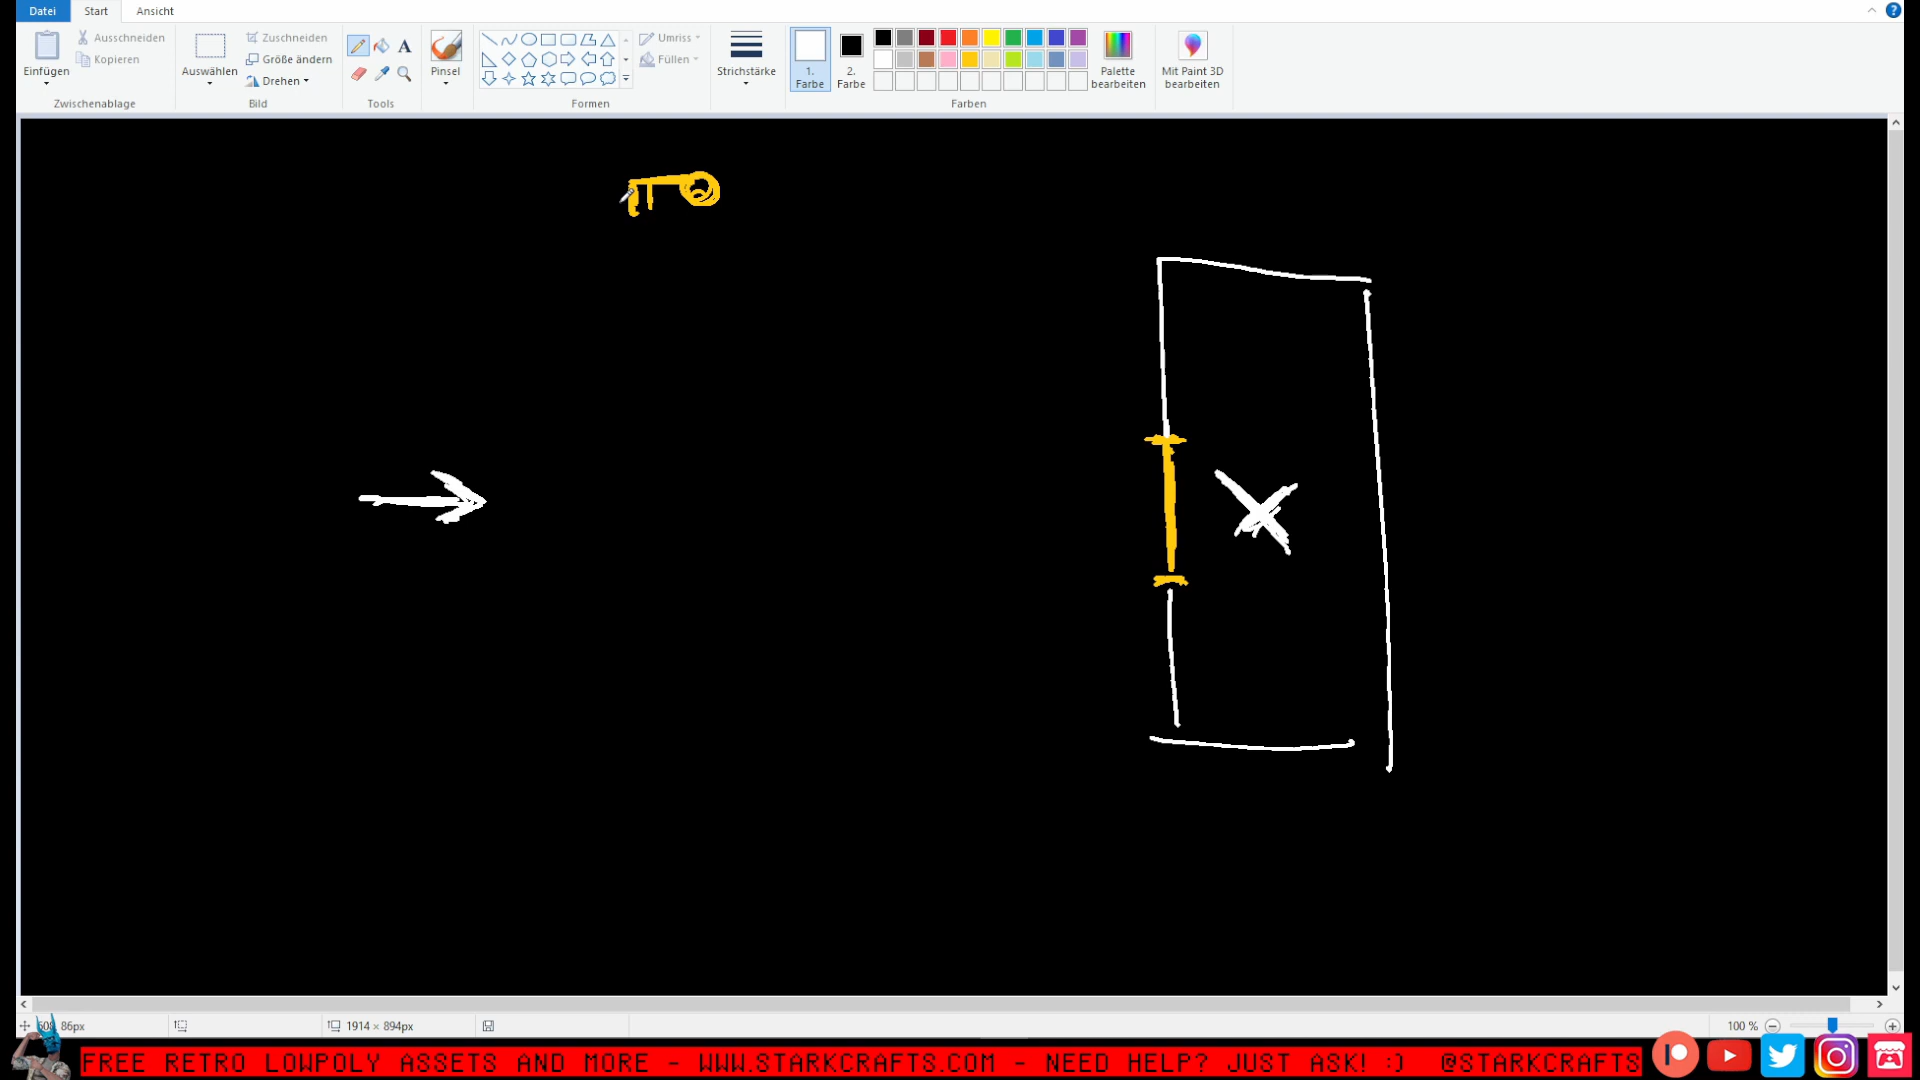 Datei Start Ansicht
Einfügen
Ausschneiden
Kopieren
Zwischenablage
Auswählen
Zuschneiden
Größe ändern
Drehen
Bild
A
Tools
Pinsel
Formen
Umriss
Füllen
Strichstärke
1.
Farbe
2.
Farbe
Farben
Palette
bearbeiten
Mit Paint 3D
bearbeiten
86px
1914 × 894px
100 %
FREE RETRO LOWPOLY ASSETS AND MORE - WWW.STARKCRAFTS.COM - NEED HELP? JUST ASK! :) @STARKCRAFTS